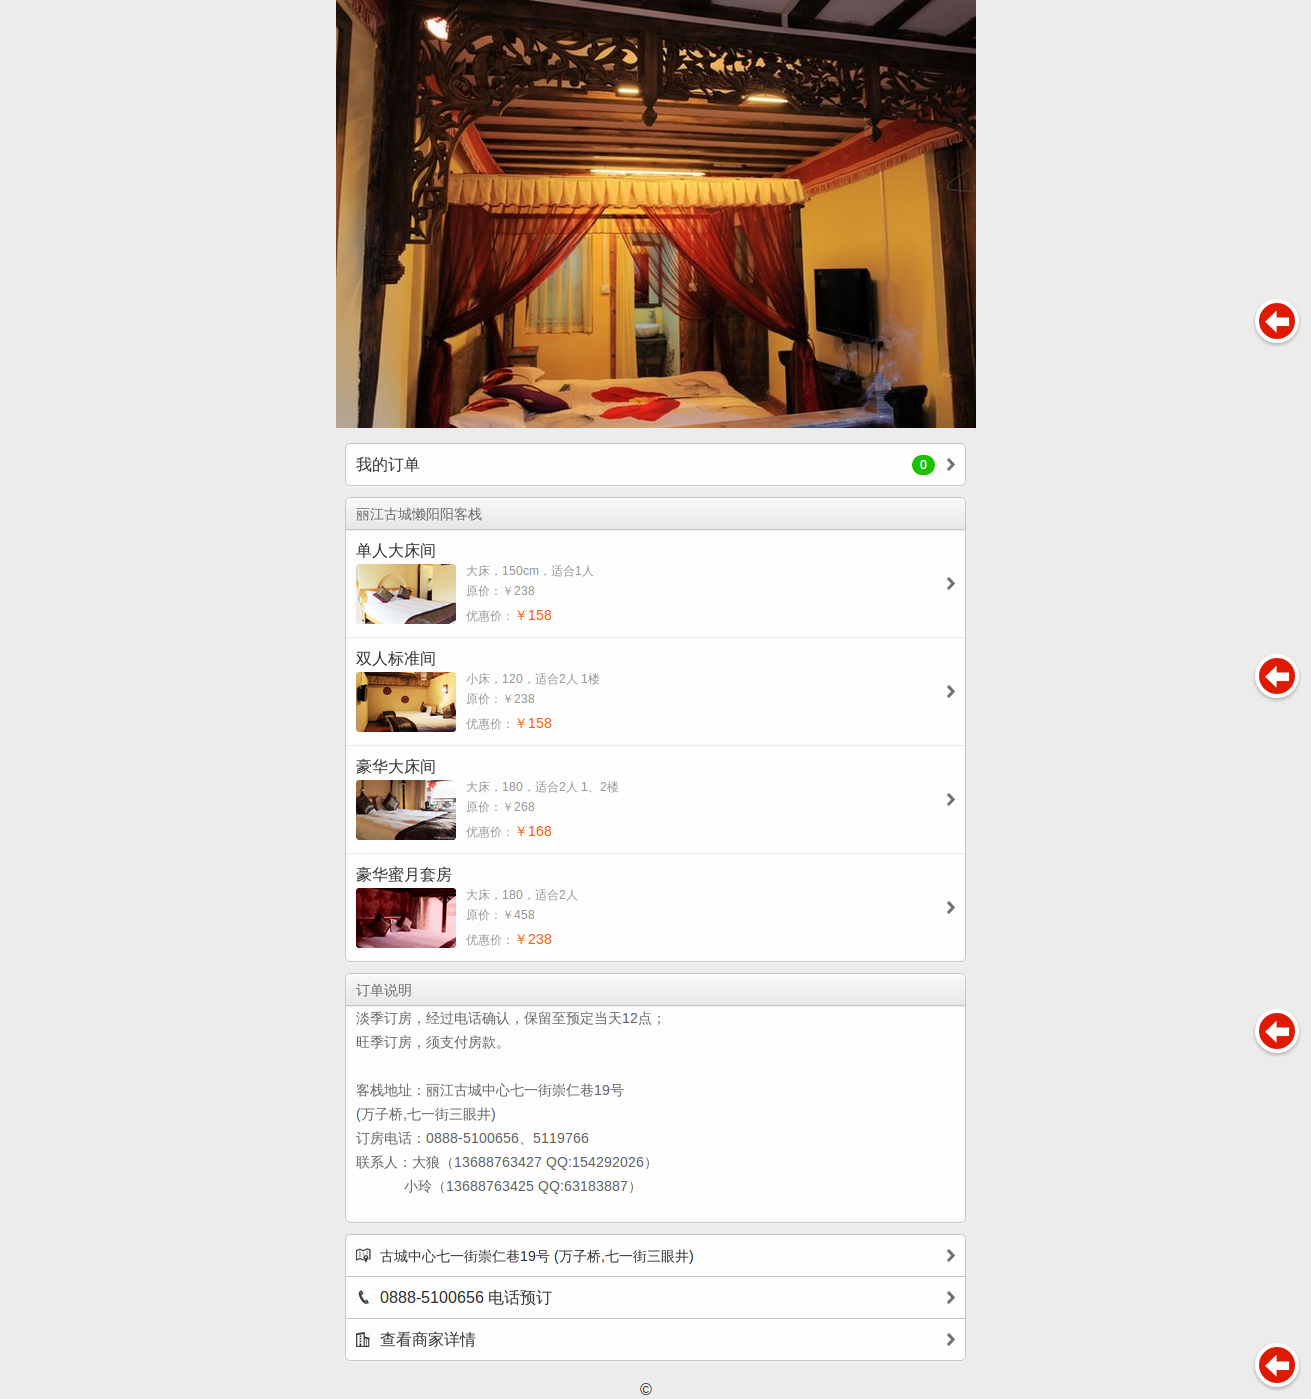 我的订单
0
丽江古城懒阳阳客栈
单人大床间
大床，150cm，适合1人
原价：￥238
优惠价：￥158
双人标准间
小床，120，适合2人 1楼
原价：￥238
优惠价：￥158
豪华大床间
大床，180，适合2人 1、2楼
原价：￥268
优惠价：￥168
豪华蜜月套房
大床，180，适合2人
原价：￥458
优惠价：￥238
订单说明
淡季订房，经过电话确认，保留至预定当天12点；
旺季订房，须支付房款。
客栈地址：丽江古城中心七一街崇仁巷19号
(万子桥,七一街三眼井)
订房电话：0888-5100656、5119766
联系人：大狼（13688763427 QQ:154292026）
小玲（13688763425 QQ:63183887）
古城中心七一街崇仁巷19号 (万子桥,七一街三眼井)
0888-5100656 电话预订
查看商家详情
©